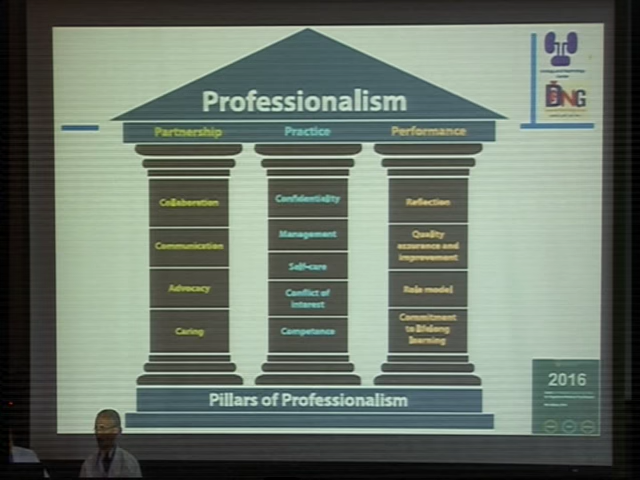 Professionalism
Partnership
Practice
Performance
Collaboration
Communication
Advocacy
Caring
Confidentiality
Management
Self-care
Conflict of
interest
Competence
Reflection
Quality
assurance and
improvement
Role model
Commitment
to lifelong
learning
Pillars of Professionalism
2016